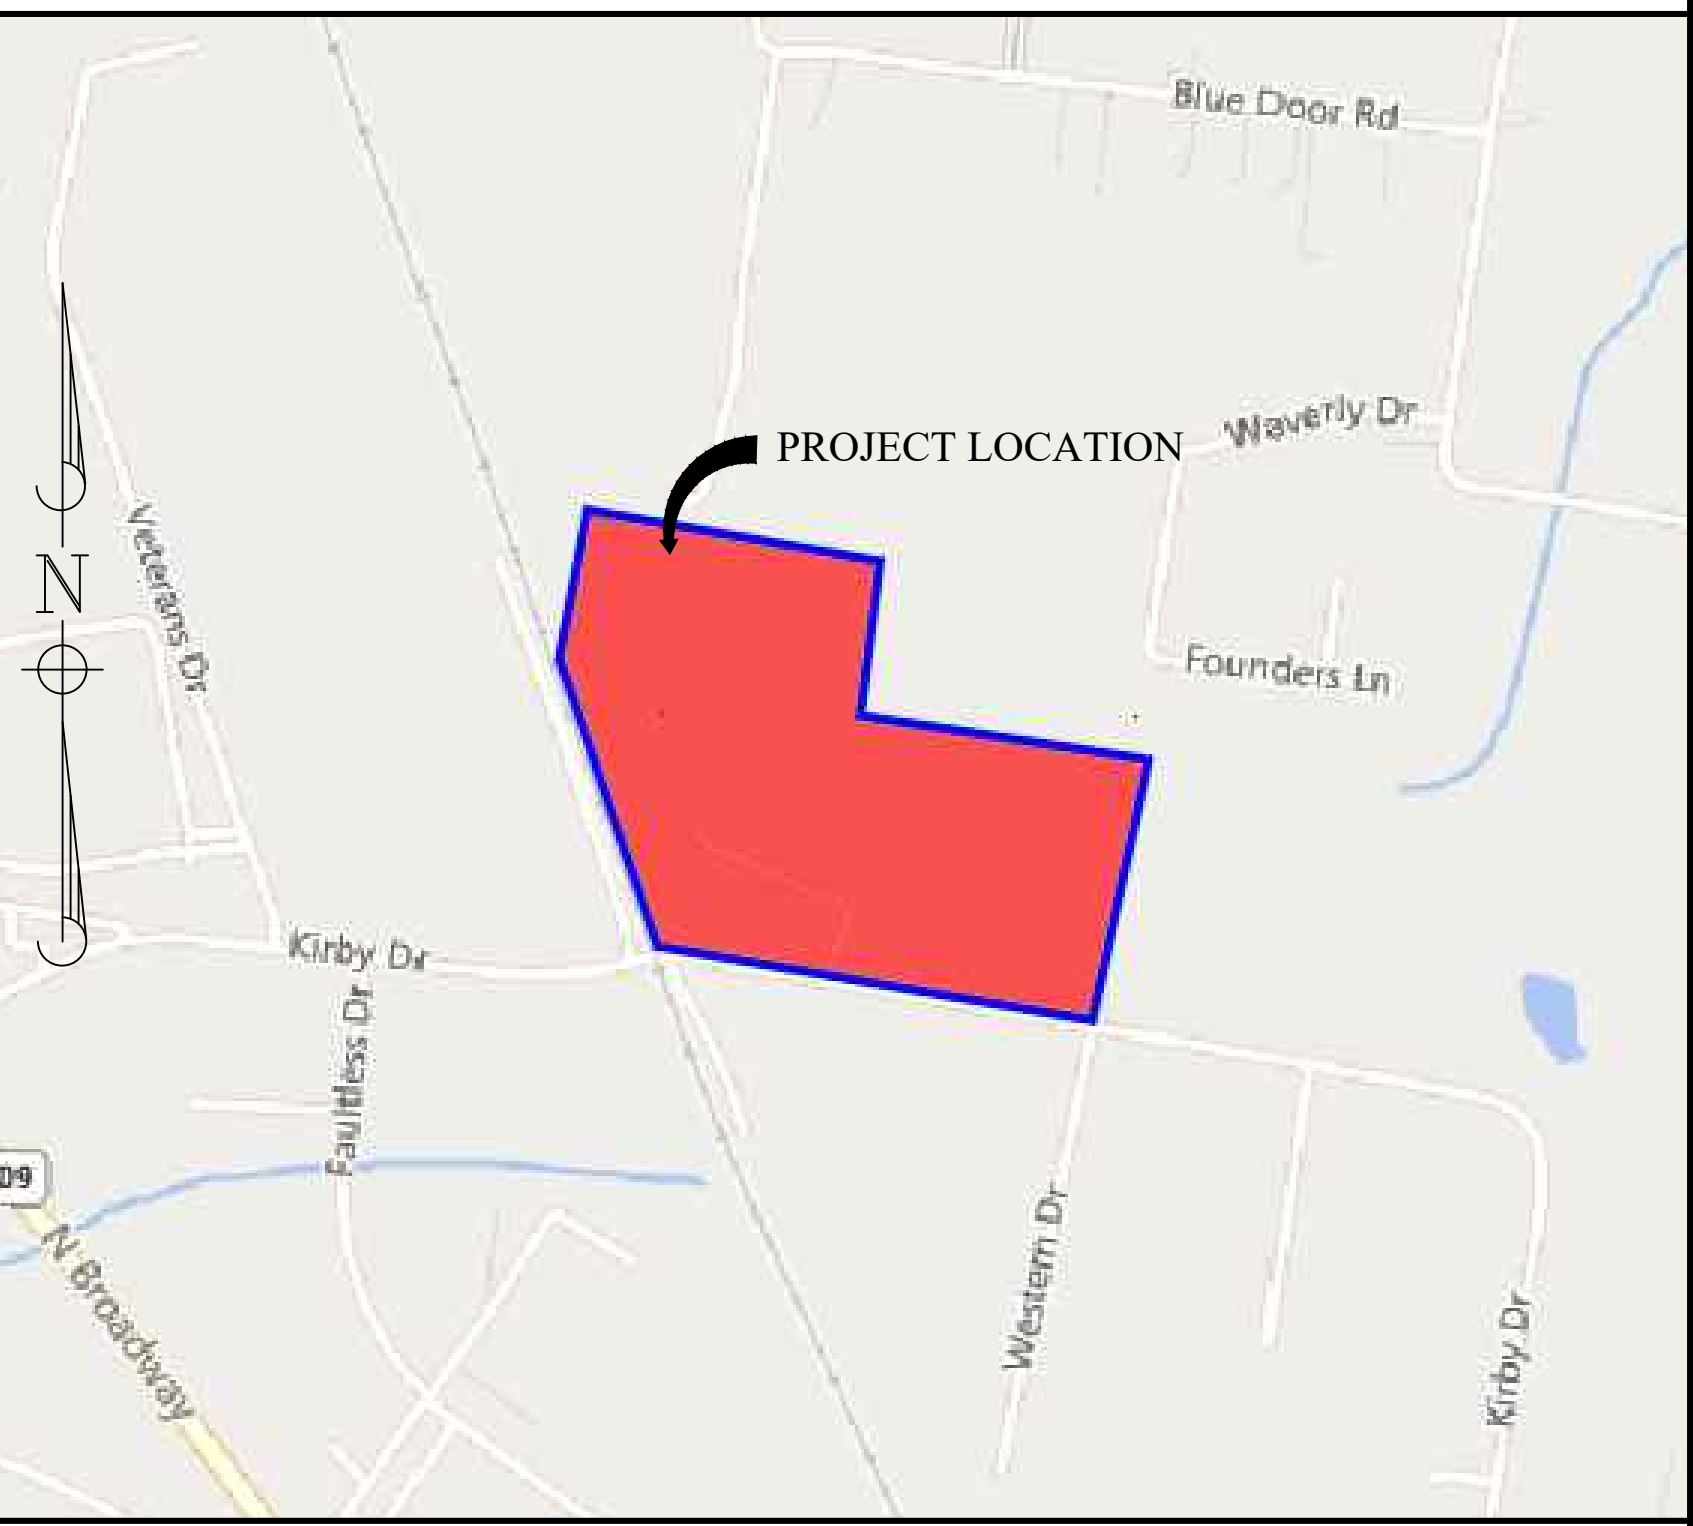 Blue Door Rd
Waverly Dr
PROJECT LOCATION
Veterans Dr
N
Founders Ln
Kirby Dr
Faultless Dr
09
N Broadway
Western Dr
Kirby Dr